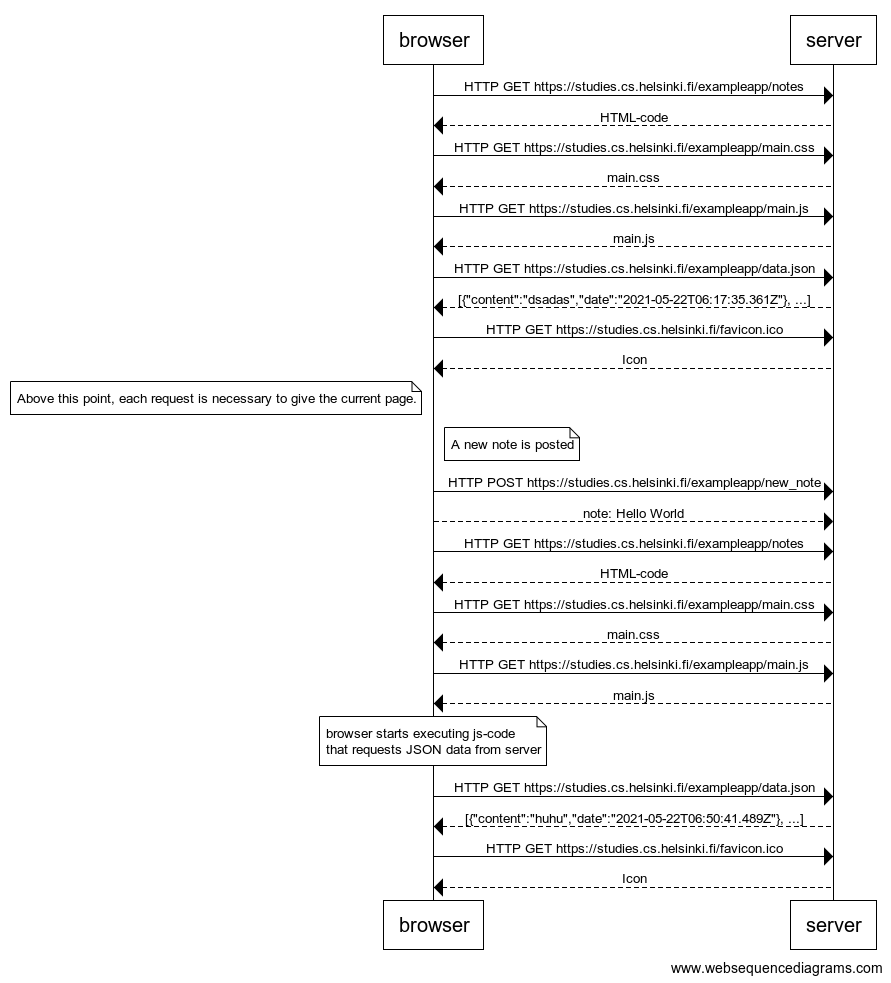 browser
server
HTTP GET https://studies.cs.helsinki.fi/exampleapp/notes
HTML-code
HTTP GET https://studies.cs.helsinki.fi/exampleapp/main.css
main.css
HTTP GET https://studies.cs.helsinki.fi/exampleapp/main.js
main.js
HTTP GET https://studies.cs.helsinki.fi/exampleapp/data.json
[{"content":"dsadas","date":"2021-05-22T06:17:35.361Z"}, ...]
HTTP GET https://studies.cs.helsinki.fi/favicon.ico
Icon
Above this point, each request is necessary to give the current page.
A new note is posted
HTTP POST https://studies.cs.helsinki.fi/exampleapp/new_note
note: Hello World
HTTP GET https://studies.cs.helsinki.fi/exampleapp/notes
HTML-code
HTTP GET https://studies.cs.helsinki.fi/exampleapp/main.css
main.css
HTTP GET https://studies.cs.helsinki.fi/exampleapp/main.js
main.js
browser starts executing js-code
that requests JSON data from server
HTTP GET https://studies.cs.helsinki.fi/exampleapp/data.json
[{"content":"huhu","date":"2021-05-22T06:50:41.489Z"}, ...]
HTTP GET https://studies.cs.helsinki.fi/favicon.ico
Icon
browser
server
www.websequencediagrams.com